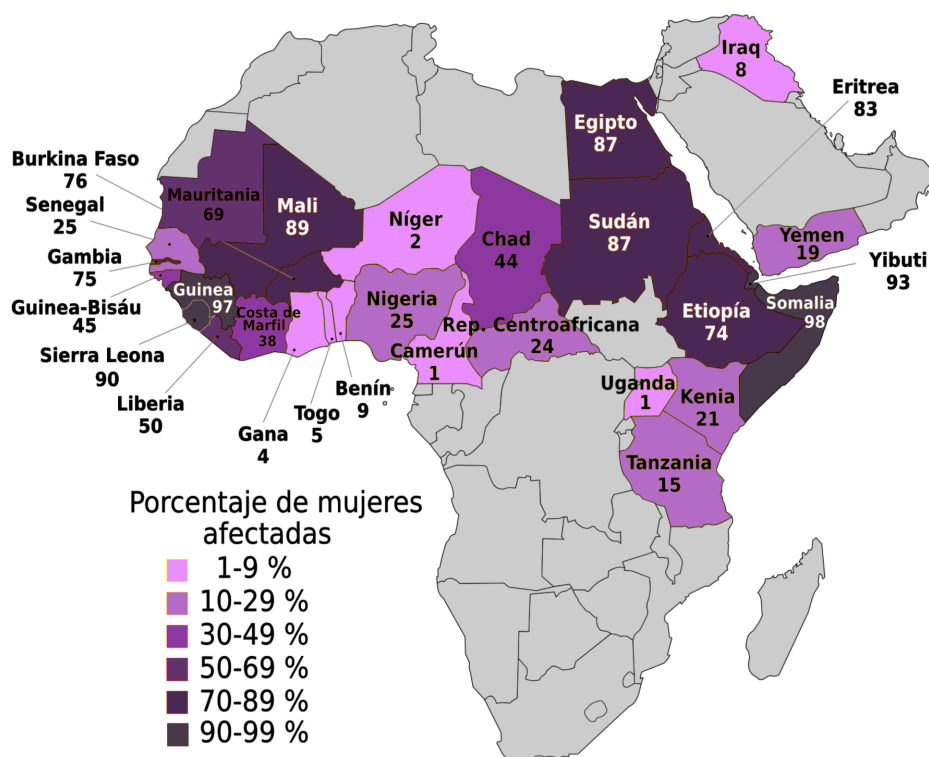 Iraq
8
Eritrea
83
Egipto
87
Burkina Faso
76
Mauritania
69
Mali
89
Senegal
25
Níger
2
Chad
44
Sudán
87
Yemen
19
Gambia
75
Yibuti
93
Guinea
97
Guinea-Bisáu
45
Costa de
Marfil
38
Nigeria
25
Rep. Centroafricana
24
Etiopía
74
Somalia
98
Sierra Leona
90
Camerún
1
Liberia
50
Gana
4
Togo
5
Benín
9
Uganda
1
Kenia
21
Tanzania
15
Porcentaje de mujeres
afectadas
1-9 %
10-29 %
30-49 %
50-69 %
70-89 %
90-99 %